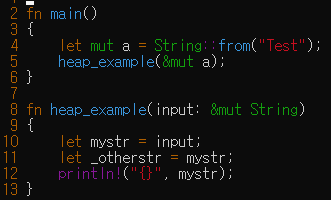 1
2 fn main()
3 {
4     let mut a = String::from("Test");
5     heap_example(&mut a);
6 }
7
8 fn heap_example(input: &mut String)
9 {
10     let mystr = input;
11     let _otherstr = mystr;
12     println!("{}", mystr);
13 }